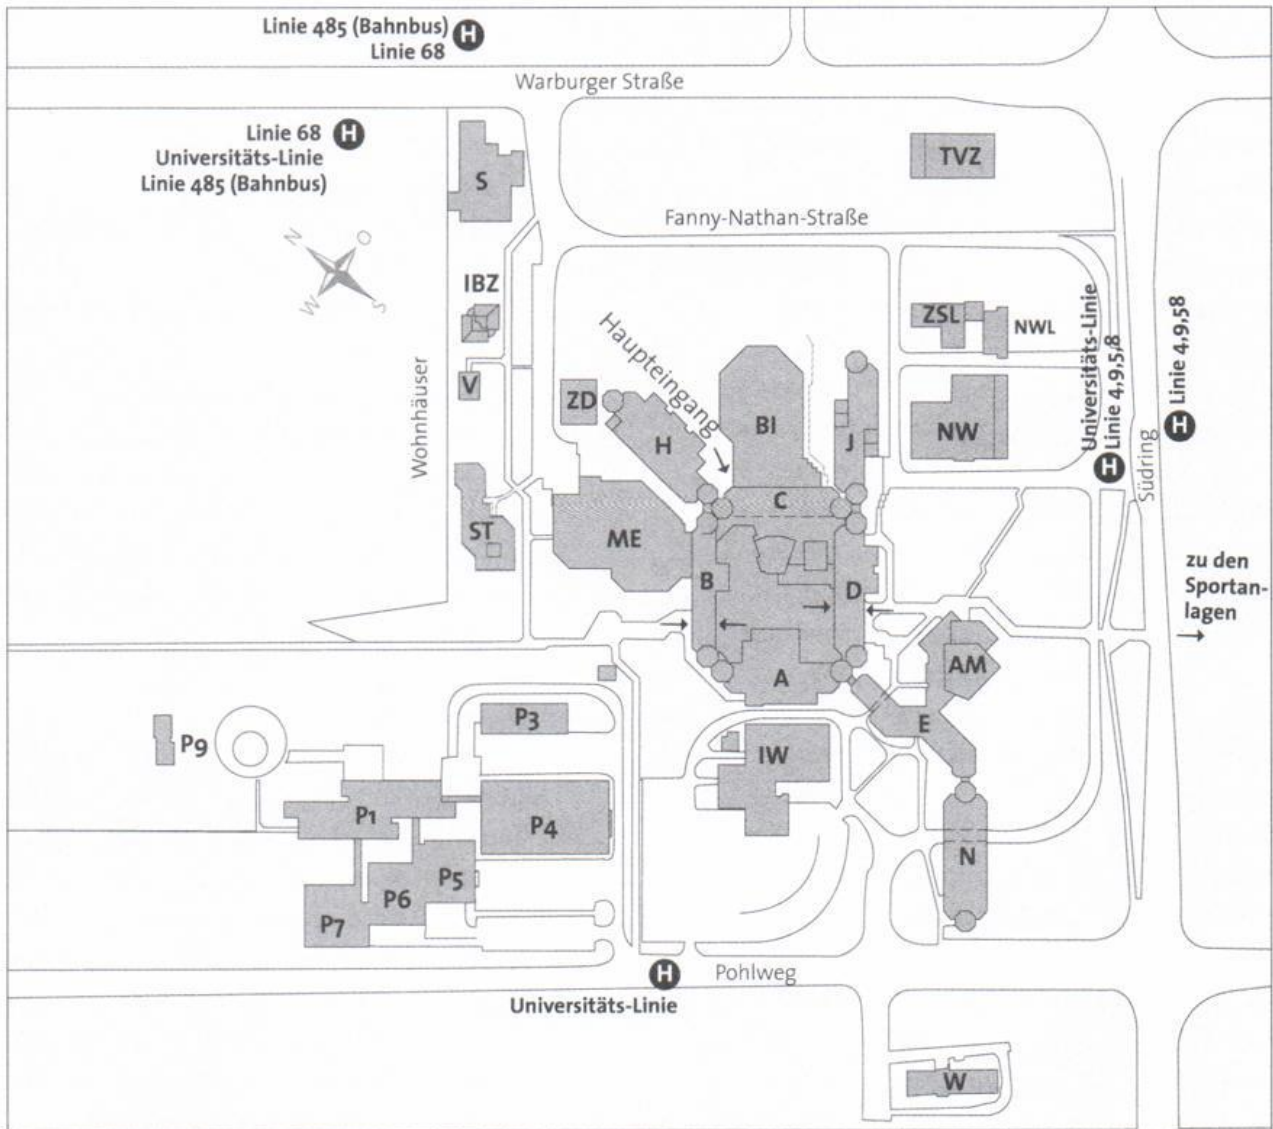 Linie 485 (Bahnbus) H
Linie 68
Warburger Straße
Linie 68 H
Universitäts-Linie
Linie 485 (Bahnbus)
S
TVZ
Fanny-Nathan-Straße
N
O
W
S
IBZ
Haupteingang
ZSL
NWL
Universitäts-Linie
Linie 4,9,5,8
H
Linie 4,9,58
H
Wohnhäuser
V
ZD
H
BI
J
NW
Südring
C
ST
ME
B
D
zu den
Sportan-
lagen
AM
A
P3
E
P9
IW
P1
P4
N
P5
P6
P7
H
Pohlweg
Universitäts-Linie
W